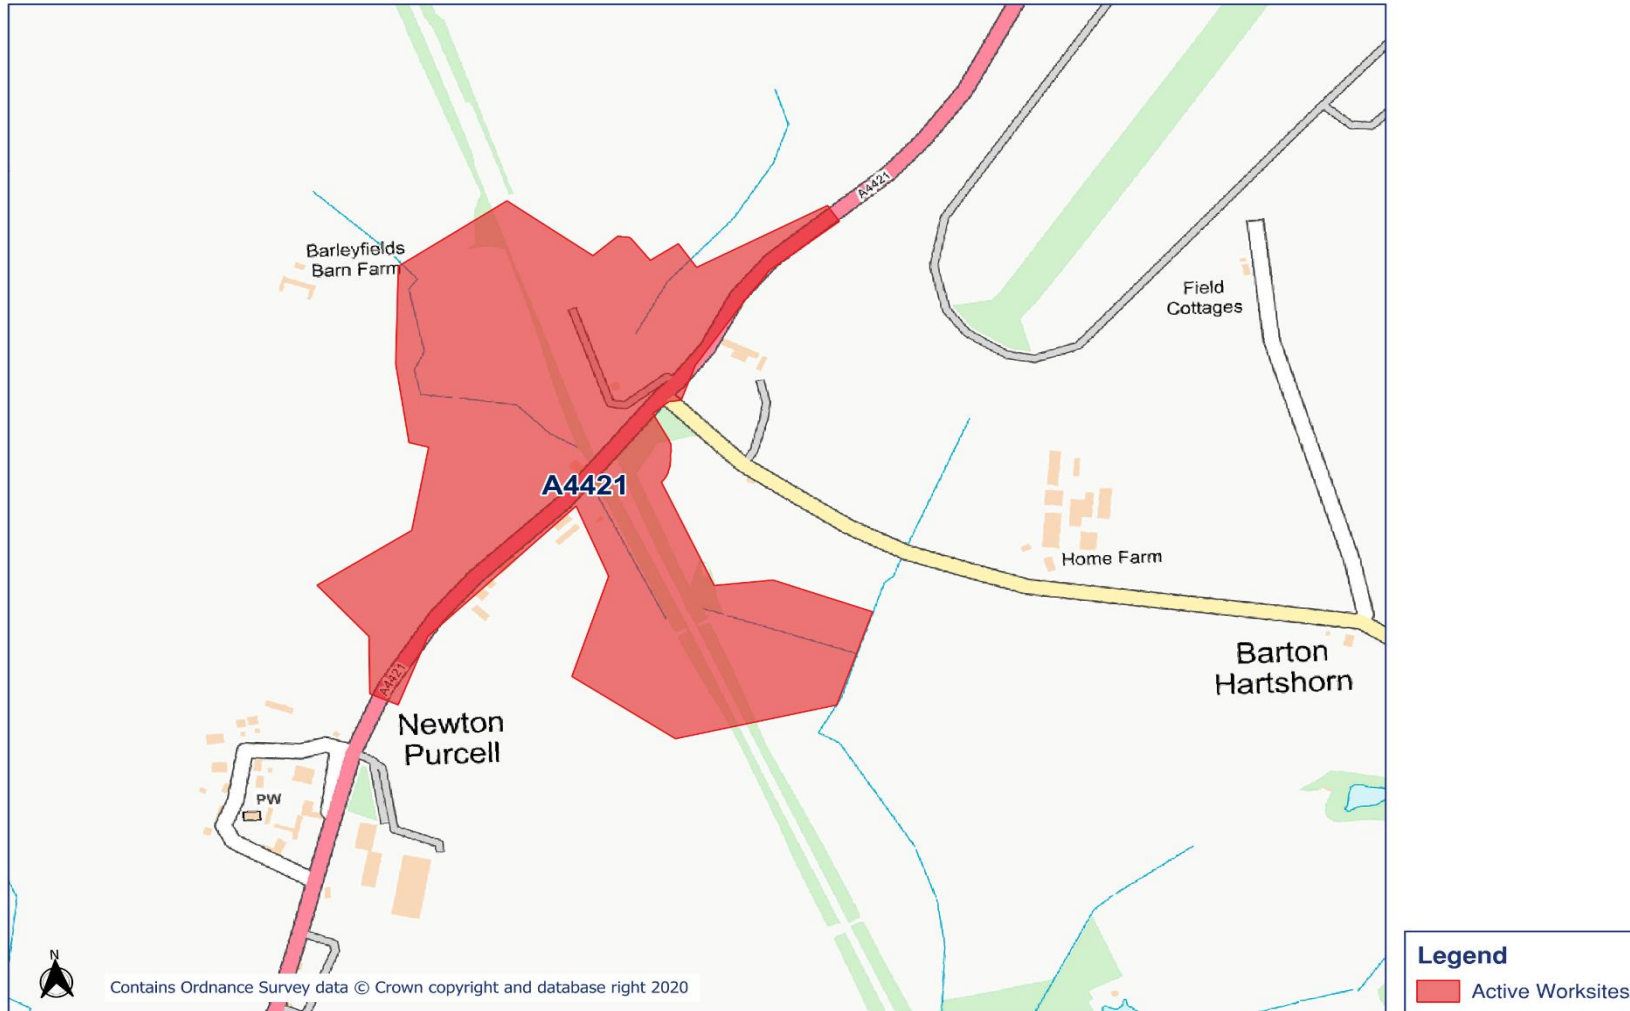 A4421
Barleyfields
Barn Farm
Field
Cottages
A4421
Home Farm
Barton
Hartshorn
A4421
Newton
Purcell
PW
N
Contains Ordnance Survey data © Crown copyright and database right 2020
Legend
Active Worksites